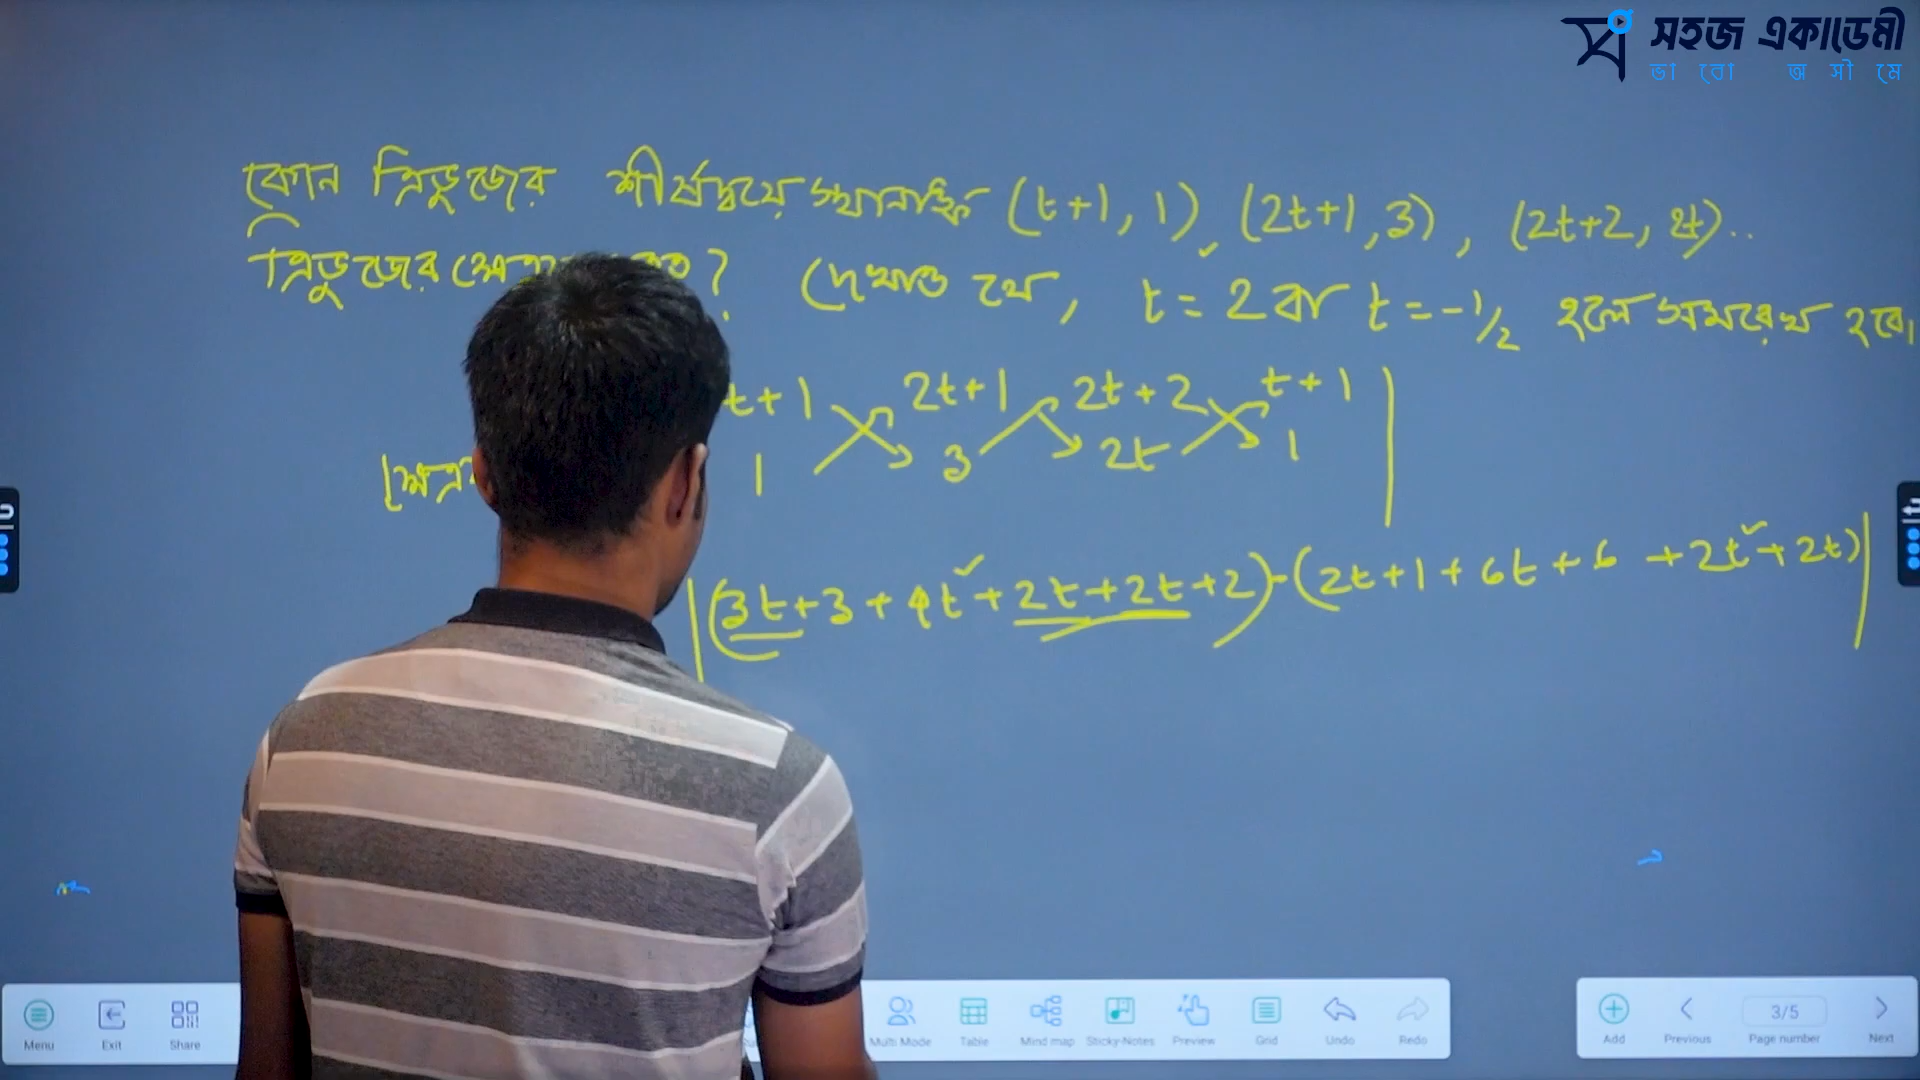 সহজ একাডেমী
ভাবো অসীমে
কোন ত্রিভুজের শীর্ষত্রয়ে স্থানাঙ্ক (t+1, 1), (2t+1, 3), (2t+2, 2t)..
ত্রিভুজের ? দেখাও যে, t = 2 বা t = -1/2 হলে সমরেখ হবে।
t+1 2t+1 2t+2 t+1
1 3 2t 1
|(3t+3+4t²+2t+2t+2)-(2t+1+6t+6+2t²+2t)|
Menu Exit Share Multi Mode Table Mind map Sticky-Notes Preview Grid Undo Redo Add Previous 3/5 Page number Next